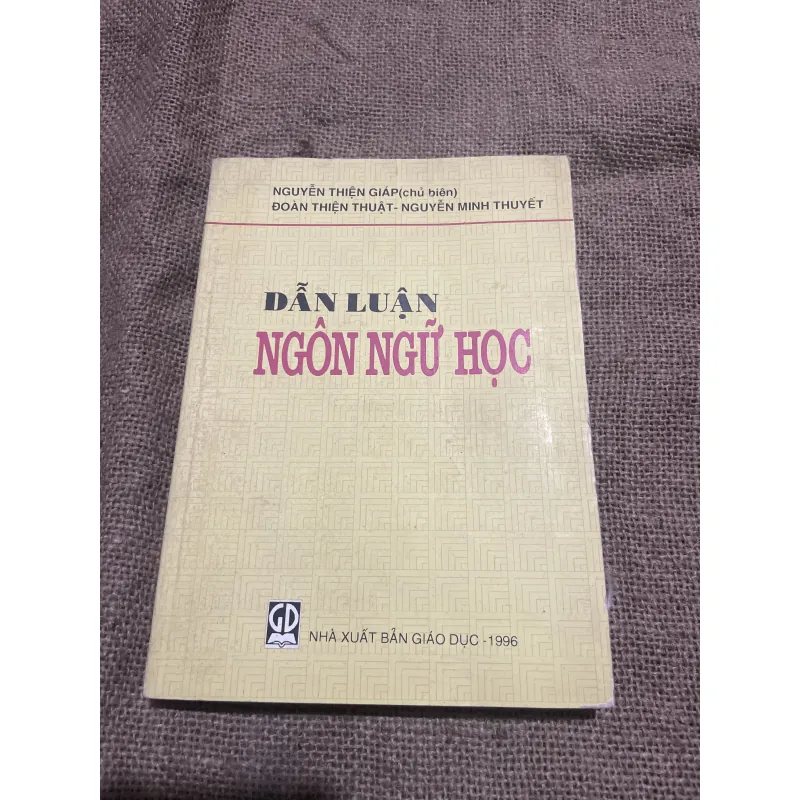 NGUYỄN THIỆN GIÁP(chủ biên)
ĐOÀN THIỆN THUẬT- NGUYỄN MINH THUYẾT
DẪN LUẬN
NGÔN NGỮ HỌC
GD
NHÀ XUẤT BẢN GIÁO DỤC -1996